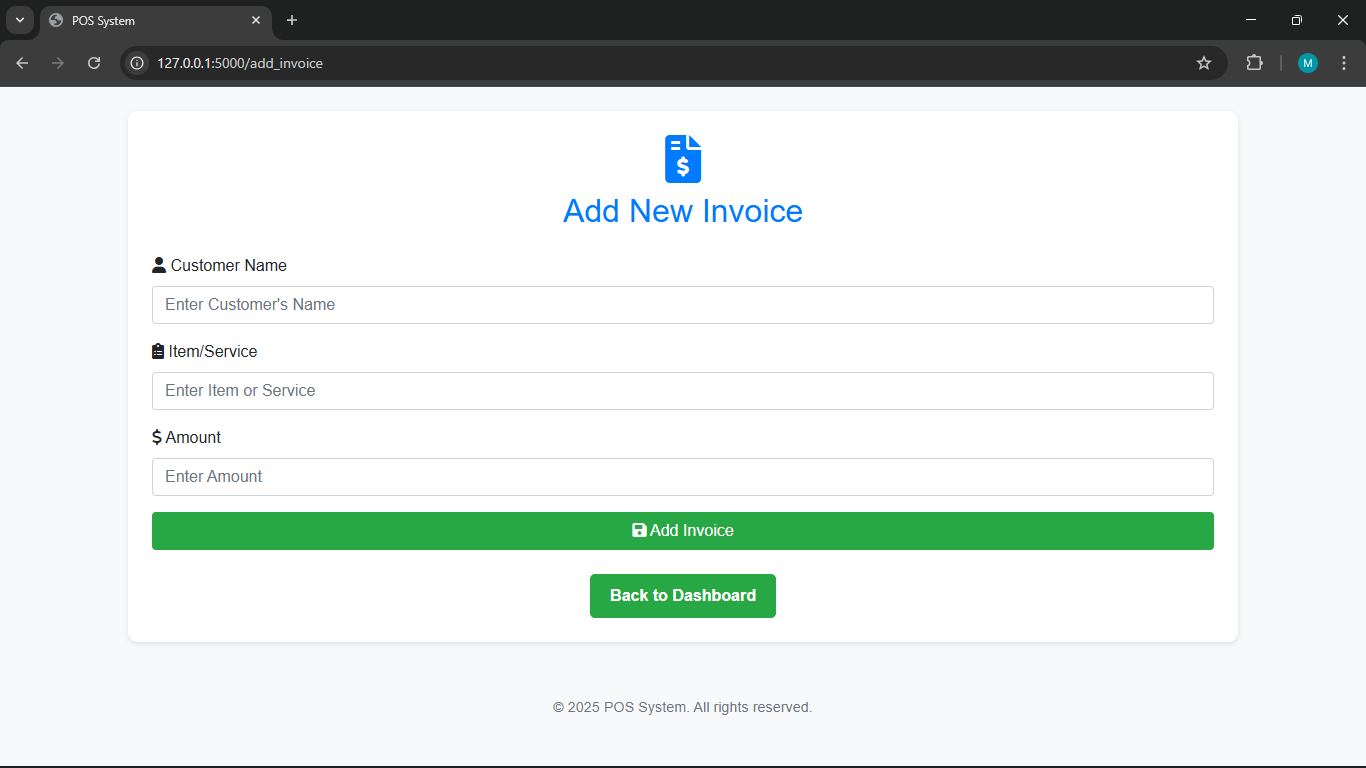 POS System
127.0.0.1:5000/add_invoice
M
$
Add New Invoice
Customer Name
Enter Customer's Name
Item/Service
Enter Item or Service
$ Amount
Enter Amount
Add Invoice
Back to Dashboard
© 2025 POS System. All rights reserved.